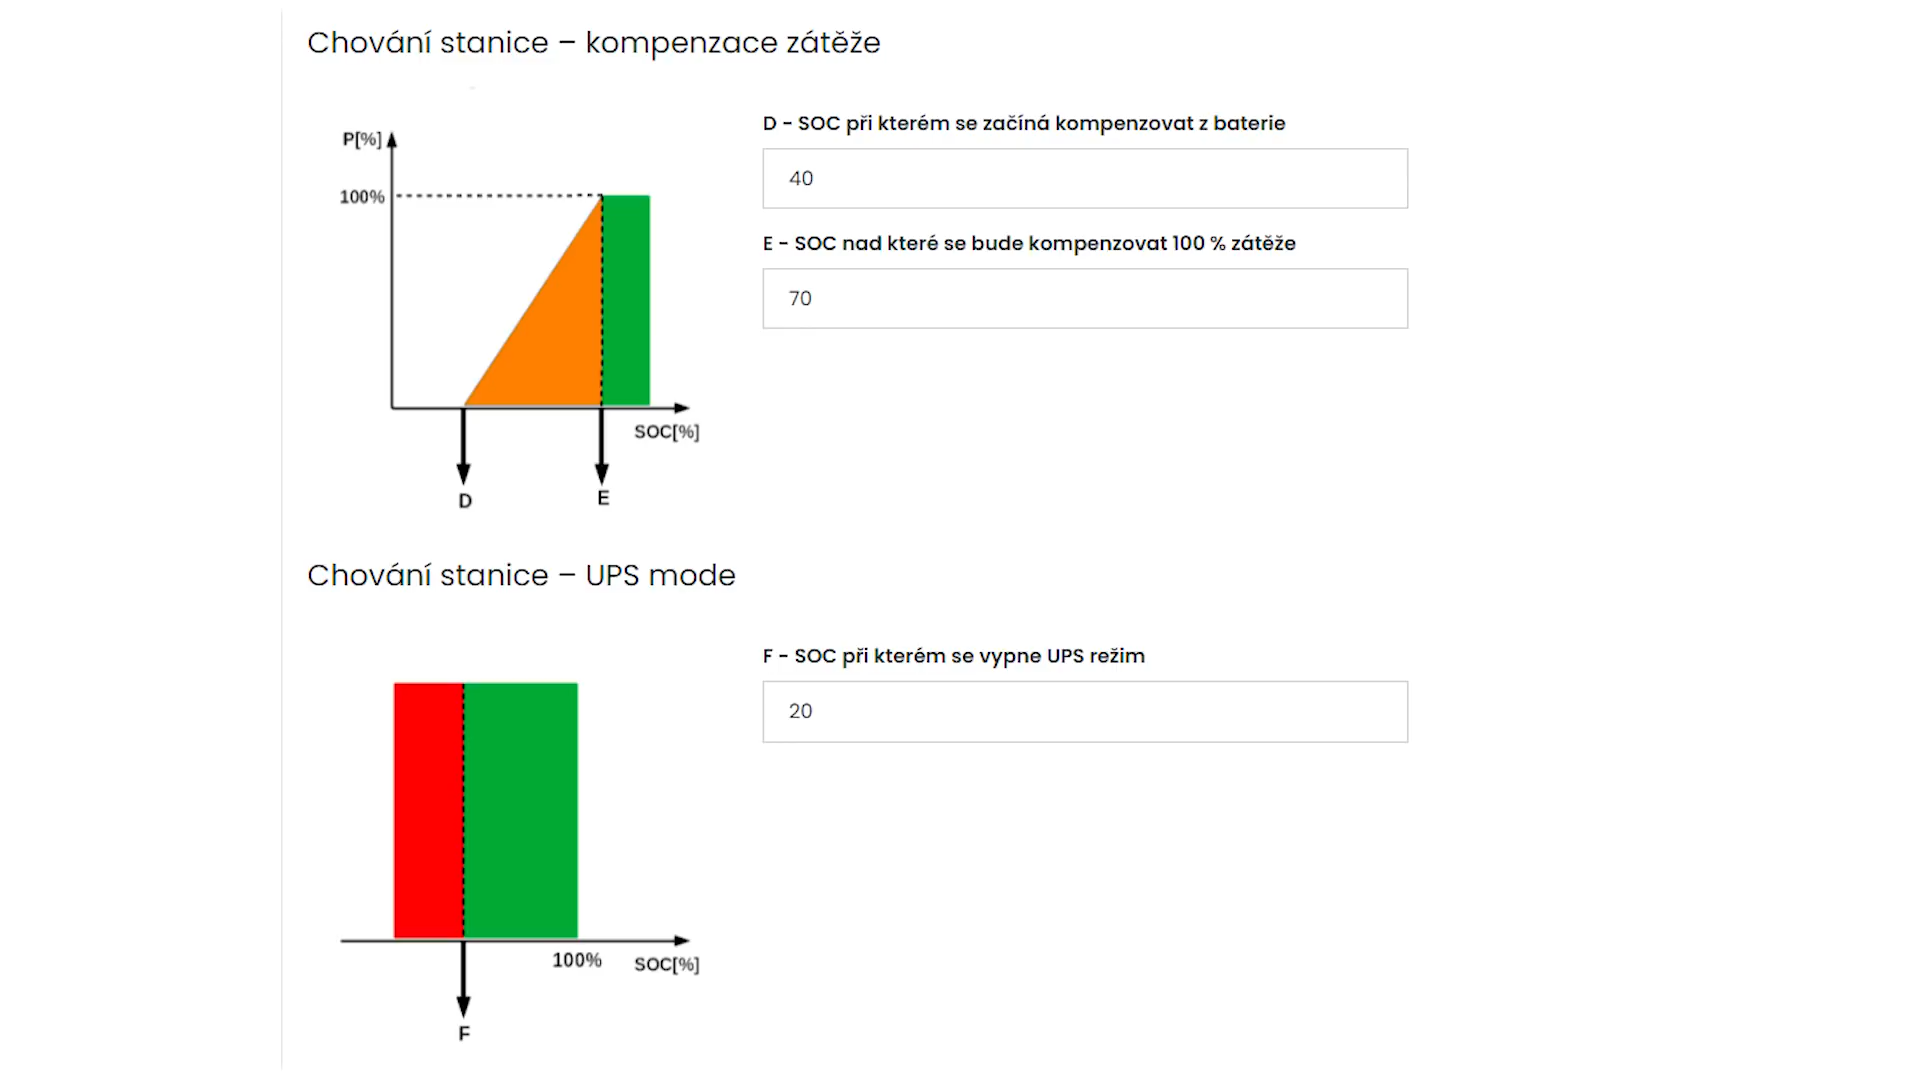 Chování stanice – kompenzace zátěže
P[%]
100%
SOC[%]
D
E
D - SOC při kterém se začíná kompenzovat z baterie
40
E - SOC nad které se bude kompenzovat 100 % zátěže
70
Chování stanice – UPS mode
100%
SOC[%]
F
F - SOC při kterém se vypne UPS režim
20